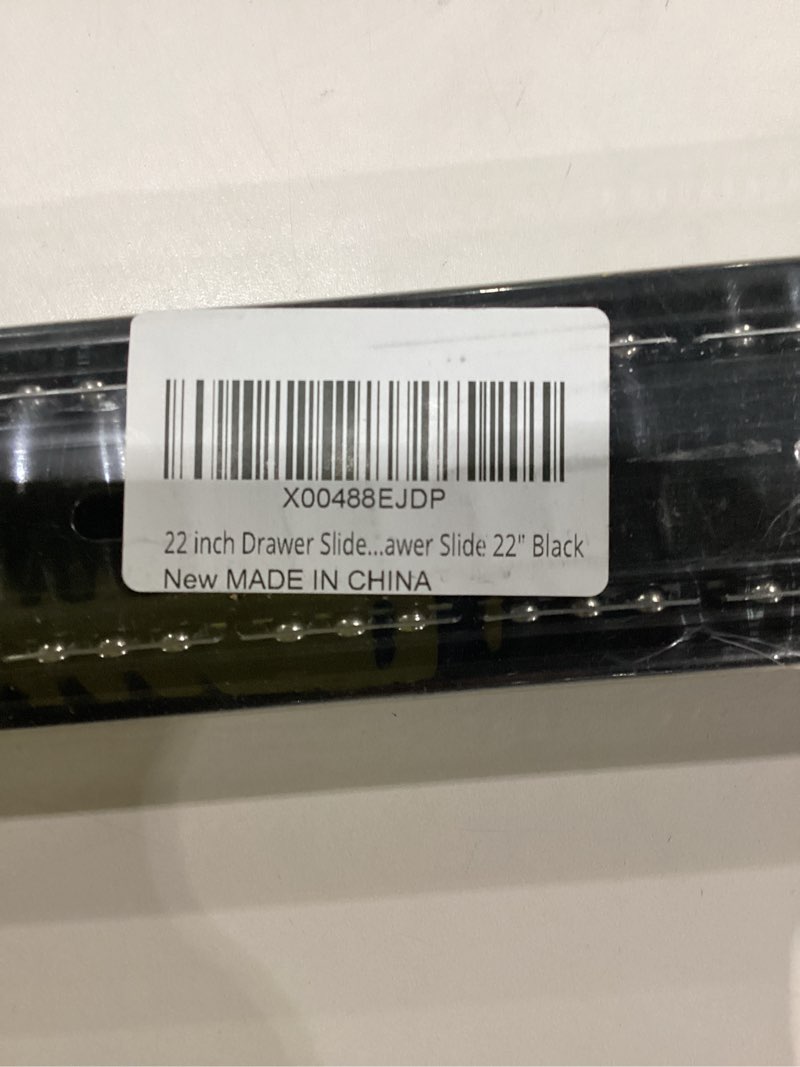 X00488EJDP
22 inch Drawer Slide...awer Slide 22" Black
New MADE IN CHINA